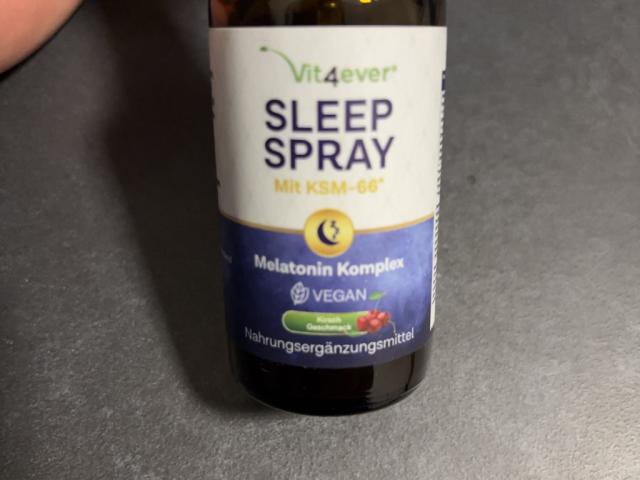 Vit4ever®
SLEEP
SPRAY
Mit KSM-66®
Melatonin Komplex
VEGAN
Kirsch
Geschmack
Nahrungsergänzungsmittel